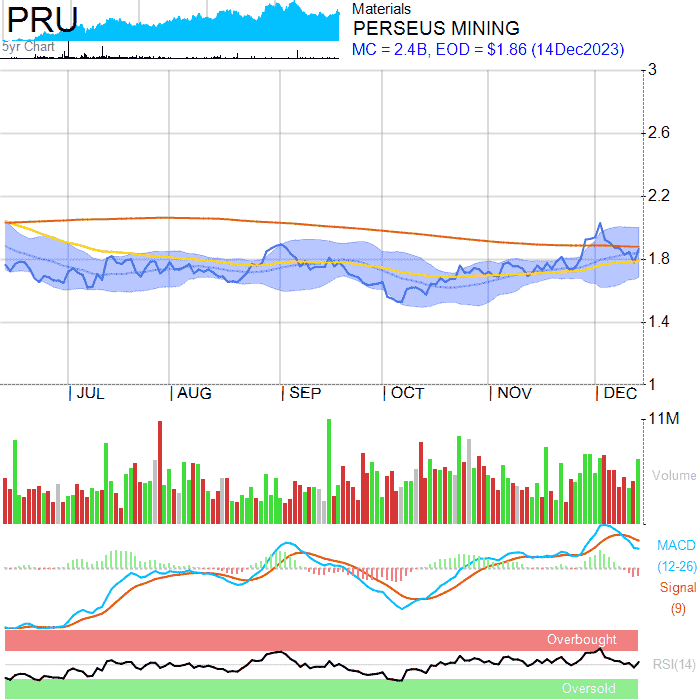 PRU
5yr Chart
Materials
PERSEUS MINING
MC = 2.4B, EOD = $1.86 (14Dec2023)
3
2.6
2.2
1.8
1.4
1
| JUL | AUG | SEP | OCT | NOV | DEC
11M
Volume
MACD
(12-26)
Signal
(9)
Overbought
RSI(14)
Oversold